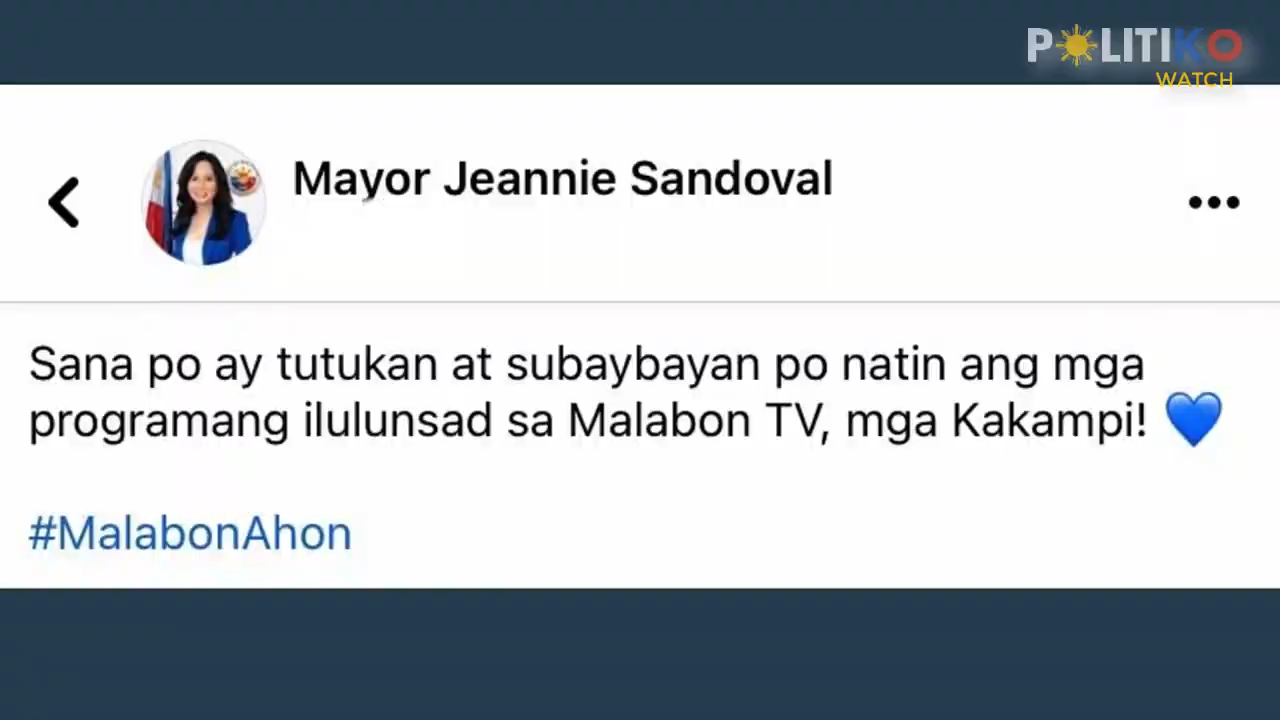 POLITIKO
WATCH
Mayor Jeannie Sandoval
Sana po ay tutukan at subaybayan po natin ang mga
programang ilulunsad sa Malabon TV, mga Kakampi! 💙
#MalabonAhon